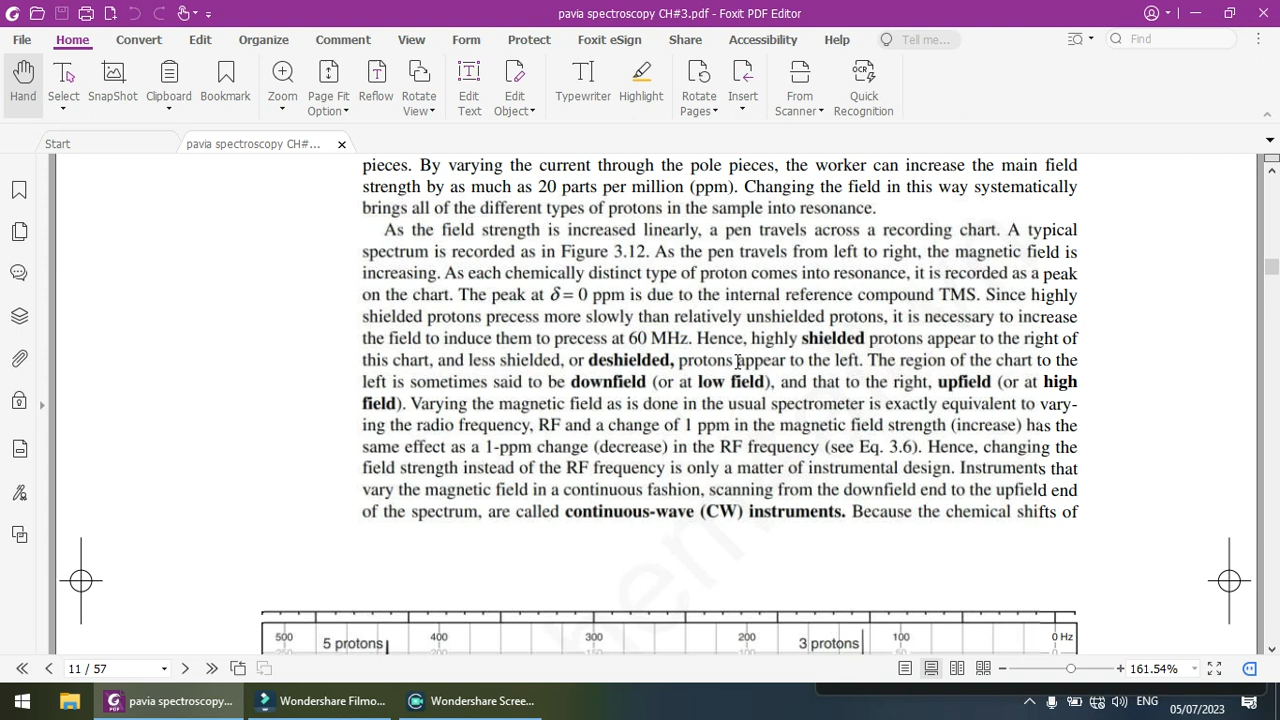 pavia spectroscopy CH#3.pdf - Foxit PDF Editor
File Home Convert Edit Organize Comment View Form Protect Foxit eSign Share Accessibility Help Tell me... Find
Hand Select SnapShot Clipboard Bookmark Zoom Page Fit Option Reflow Rotate View Edit Text Edit Object Typewriter Highlight Rotate Pages Insert From Scanner OCR Quick Recognition
Start pavia spectroscopy CH#...
pieces. By varying the current through the pole pieces, the worker can increase the main field
strength by as much as 20 parts per million (ppm). Changing the field in this way systematically
brings all of the different types of protons in the sample into resonance.
As the field strength is increased linearly, a pen travels across a recording chart. A typical
spectrum is recorded as in Figure 3.12. As the pen travels from left to right, the magnetic field is
increasing. As each chemically distinct type of proton comes into resonance, it is recorded as a peak
on the chart. The peak at δ = 0 ppm is due to the internal reference compound TMS. Since highly
shielded protons precess more slowly than relatively unshielded protons, it is necessary to increase
the field to induce them to precess at 60 MHz. Hence, highly shielded protons appear to the right of
this chart, and less shielded, or deshielded, protons appear to the left. The region of the chart to the
left is sometimes said to be downfield (or at low field), and that to the right, upfield (or at high
field). Varying the magnetic field as is done in the usual spectrometer is exactly equivalent to vary-
ing the radio frequency, RF and a change of 1 ppm in the magnetic field strength (increase) has the
same effect as a 1-ppm change (decrease) in the RF frequency (see Eq. 3.6). Hence, changing the
field strength instead of the RF frequency is only a matter of instrumental design. Instruments that
vary the magnetic field in a continuous fashion, scanning from the downfield end to the upfield end
of the spectrum, are called continuous-wave (CW) instruments. Because the chemical shifts of
500 400 300 200 100 0 Hz
5 protons 3 protons
11 / 57 161.54%
pavia spectroscopy... Wondershare Filmo... Wondershare Scree... ENG 07:49 05/07/2023